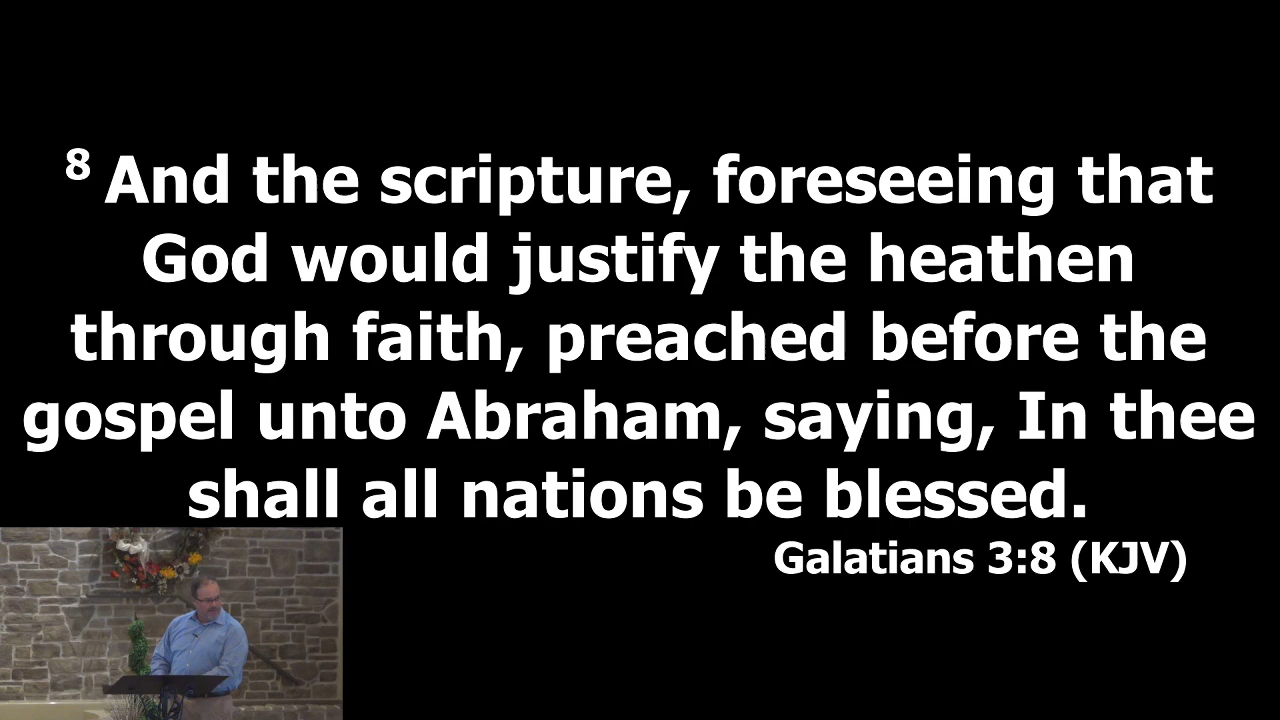 8 And the scripture, foreseeing that
God would justify the heathen
through faith, preached before the
gospel unto Abraham, saying, In thee
shall all nations be blessed.
Galatians 3:8 (KJV)